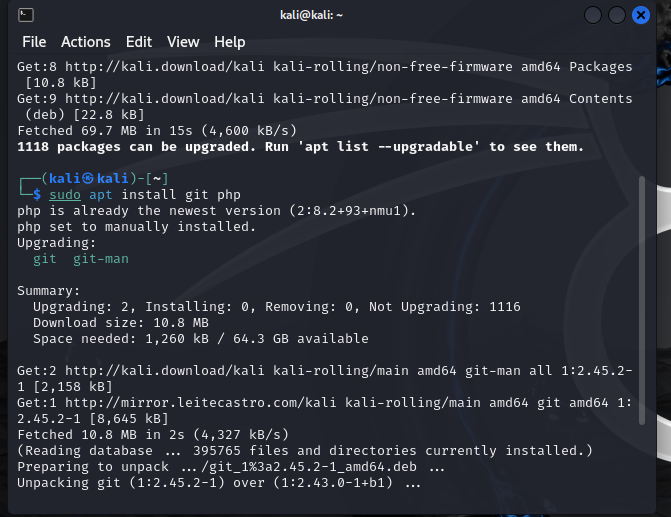 kali@kali: ~
File Actions Edit View Help
Get:8 http://kali.download/kali kali-rolling/non-free-firmware amd64 Packages
 [10.8 kB]
Get:9 http://kali.download/kali kali-rolling/non-free-firmware amd64 Contents
 (deb) [22.8 kB]
Fetched 69.7 MB in 15s (4,600 kB/s)
1118 packages can be upgraded. Run 'apt list --upgradable' to see them.
┌──(kali㉿kali)-[~]
└─$ sudo apt install git php
php is already the newest version (2:8.2+93+nmu1).
php set to manually installed.
Upgrading:
  git  git-man
Summary:
  Upgrading: 2, Installing: 0, Removing: 0, Not Upgrading: 1116
  Download size: 10.8 MB
  Space needed: 1,260 kB / 64.3 GB available
Get:2 http://kali.download/kali kali-rolling/main amd64 git-man all 1:2.45.2-
1 [2,158 kB]
Get:1 http://mirror.leitecastro.com/kali kali-rolling/main amd64 git amd64 1:
2.45.2-1 [8,645 kB]
Fetched 10.8 MB in 2s (4,327 kB/s)
(Reading database ... 395765 files and directories currently installed.)
Preparing to unpack .../git_1%3a2.45.2-1_amd64.deb ...
Unpacking git (1:2.45.2-1) over (1:2.43.0-1+b1) ...